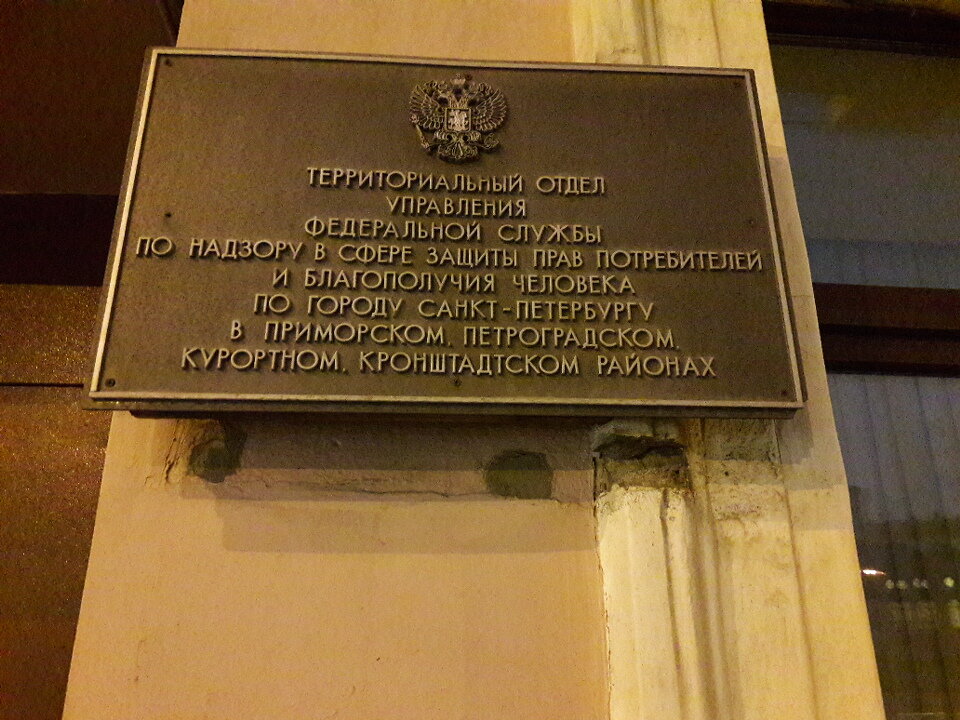 ТЕРРИТОРИАЛЬНЫЙ ОТДЕЛ
УПРАВЛЕНИЯ
ФЕДЕРАЛЬНОЙ СЛУЖБЫ
ПО НАДЗОРУ В СФЕРЕ ЗАЩИТЫ ПРАВ ПОТРЕБИТЕЛЕЙ
И БЛАГОПОЛУЧИЯ ЧЕЛОВЕКА
ПО ГОРОДУ САНКТ-ПЕТЕРБУРГУ
В ПРИМОРСКОМ, ПЕТРОГРАДСКОМ,
КУРОРТНОМ, КРОНШТАДТСКОМ РАЙОНАХ